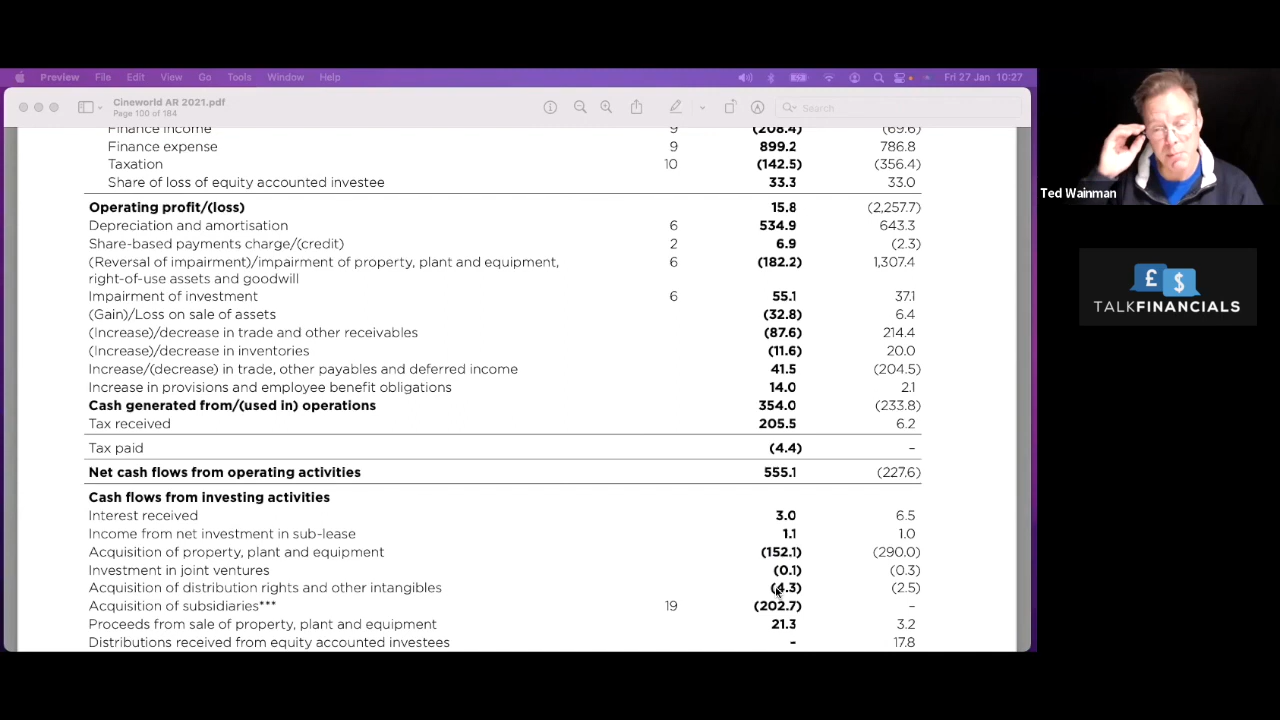 Preview File Edit View Go Tools Window Help Fri 27 Jan 10:27
Cineworld AR 2021.pdf
Page 100 of 184
Search
Finance income 9 (208.4) (69.6)
Finance expense 9 899.2 786.8
Taxation 10 (142.5) (356.4)
Share of loss of equity accounted investee 33.3 33.0
Operating profit/(loss) 15.8 (2,257.7)
Depreciation and amortisation 6 534.9 643.3
Share-based payments charge/(credit) 2 6.9 (2.3)
(Reversal of impairment)/impairment of property, plant and equipment, 6 (182.2) 1,307.4
right-of-use assets and goodwill
Impairment of investment 6 55.1 37.1
(Gain)/Loss on sale of assets (32.8) 6.4
(Increase)/decrease in trade and other receivables (87.6) 214.4
(Increase)/decrease in inventories (11.6) 20.0
Increase/(decrease) in trade, other payables and deferred income 41.5 (204.5)
Increase in provisions and employee benefit obligations 14.0 2.1
Cash generated from/(used in) operations 354.0 (233.8)
Tax received 205.5 6.2
Tax paid (4.4) –
Net cash flows from operating activities 555.1 (227.6)
Cash flows from investing activities
Interest received 3.0 6.5
Income from net investment in sub-lease 1.1 1.0
Acquisition of property, plant and equipment (152.1) (290.0)
Investment in joint ventures (0.1) (0.3)
Acquisition of distribution rights and other intangibles (4.3) (2.5)
Acquisition of subsidiaries*** 19 (202.7) –
Proceeds from sale of property, plant and equipment 21.3 3.2
Distributions received from equity accounted investees – 17.8
Ted Wainman
£ $
TALKFINANCIALS